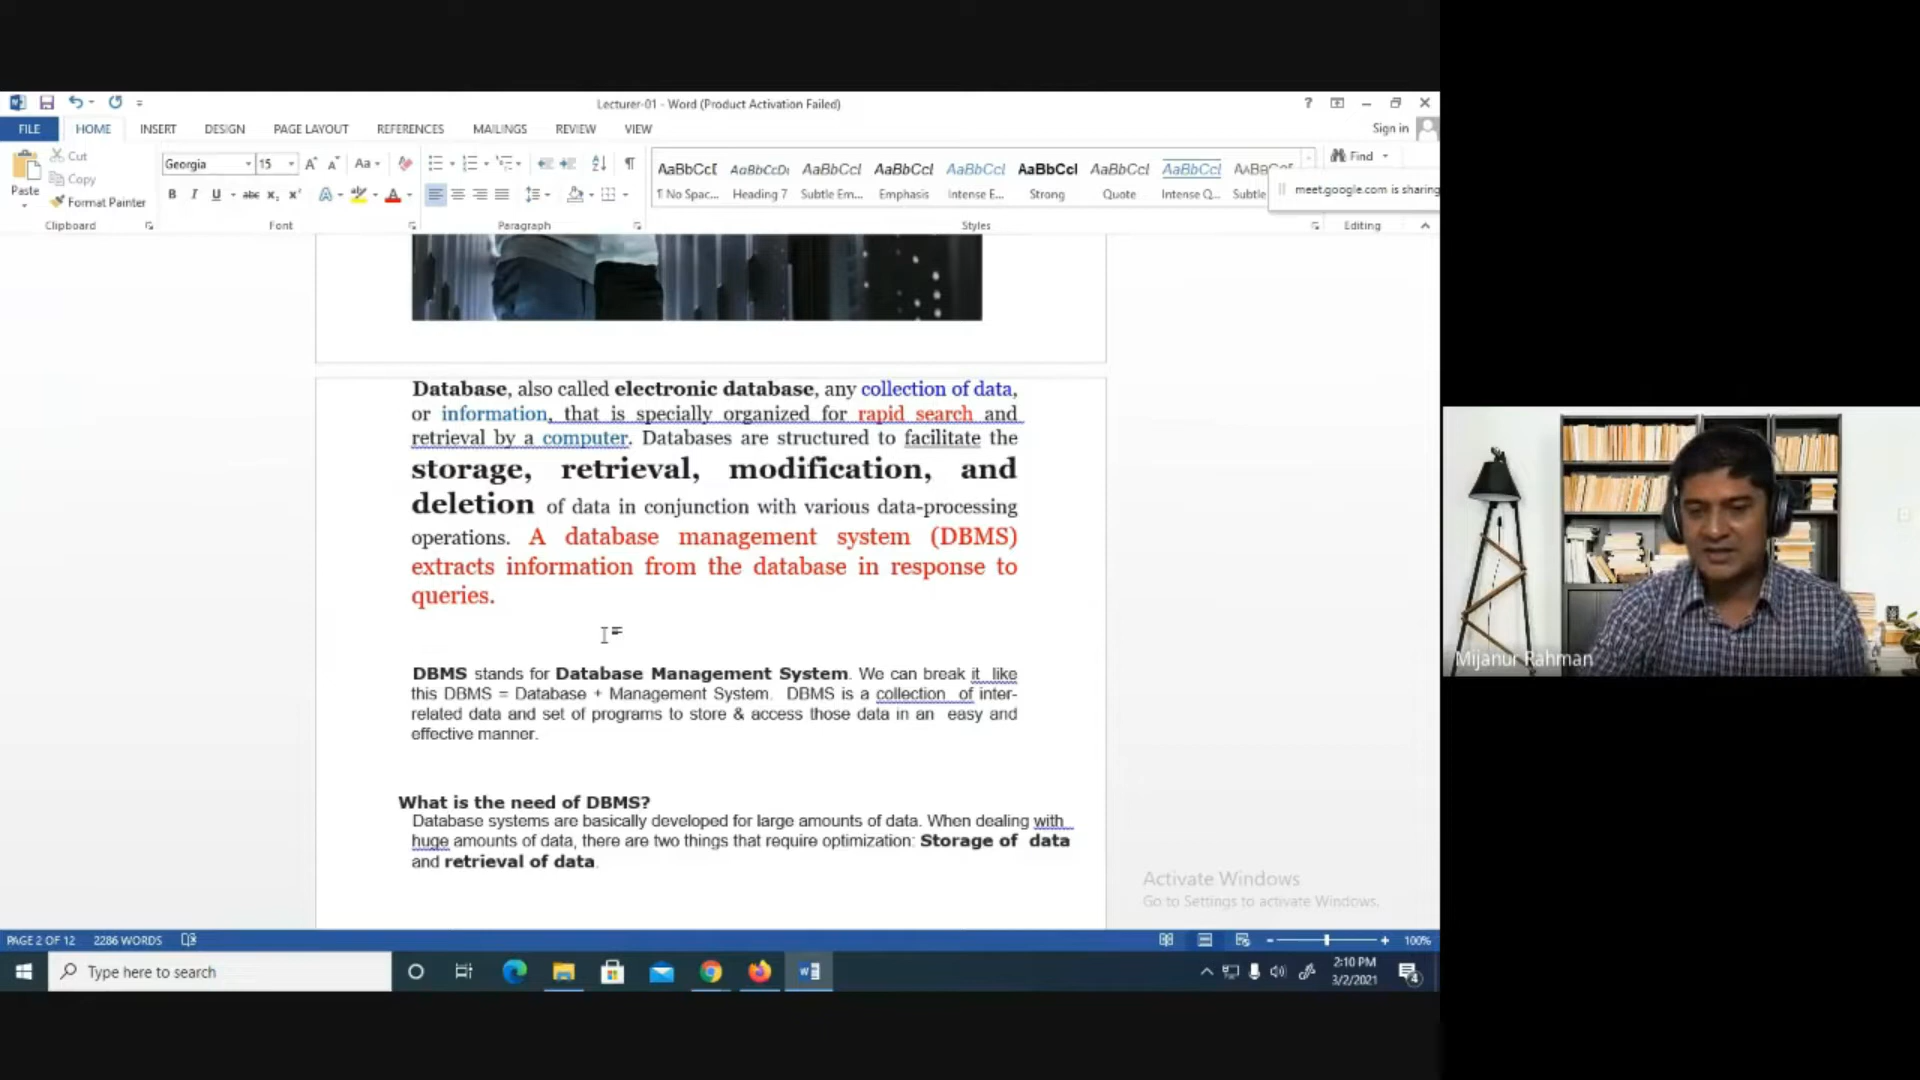 Lecturer-01 - Word (Product Activation Failed)
FILE HOME INSERT DESIGN PAGE LAYOUT REFERENCES MAILINGS REVIEW VIEW Sign in
Paste Cut Copy Format Painter
Clipboard
Georgia 15
Font
Paragraph
AaBbCcI AaBbCcDi AaBbCcI AaBbCcI AaBbCcI AaBbCcI AaBbCcI AaBbCcI
¶ No Spac... Heading 7 Subtle Em... Emphasis Intense E... Strong Quote Intense Q... Subtle
Styles
Find
Editing
meet.google.com is sharing
Database, also called electronic database, any collection of data,
or information, that is specially organized for rapid search and
retrieval by a computer. Databases are structured to facilitate the
storage, retrieval, modification, and
deletion of data in conjunction with various data-processing
operations. A database management system (DBMS)
extracts information from the database in response to
queries.
DBMS stands for Database Management System. We can break it like
this DBMS = Database + Management System. DBMS is a collection of inter-
related data and set of programs to store & access those data in an easy and
effective manner.
What is the need of DBMS?
Database systems are basically developed for large amounts of data. When dealing with
huge amounts of data, there are two things that require optimization: Storage of data
and retrieval of data.
Activate Windows
Go to Settings to activate Windows.
PAGE 2 OF 12 2286 WORDS 100%
Type here to search
2:10 PM
3/2/2021
4
Mijanur Rahman